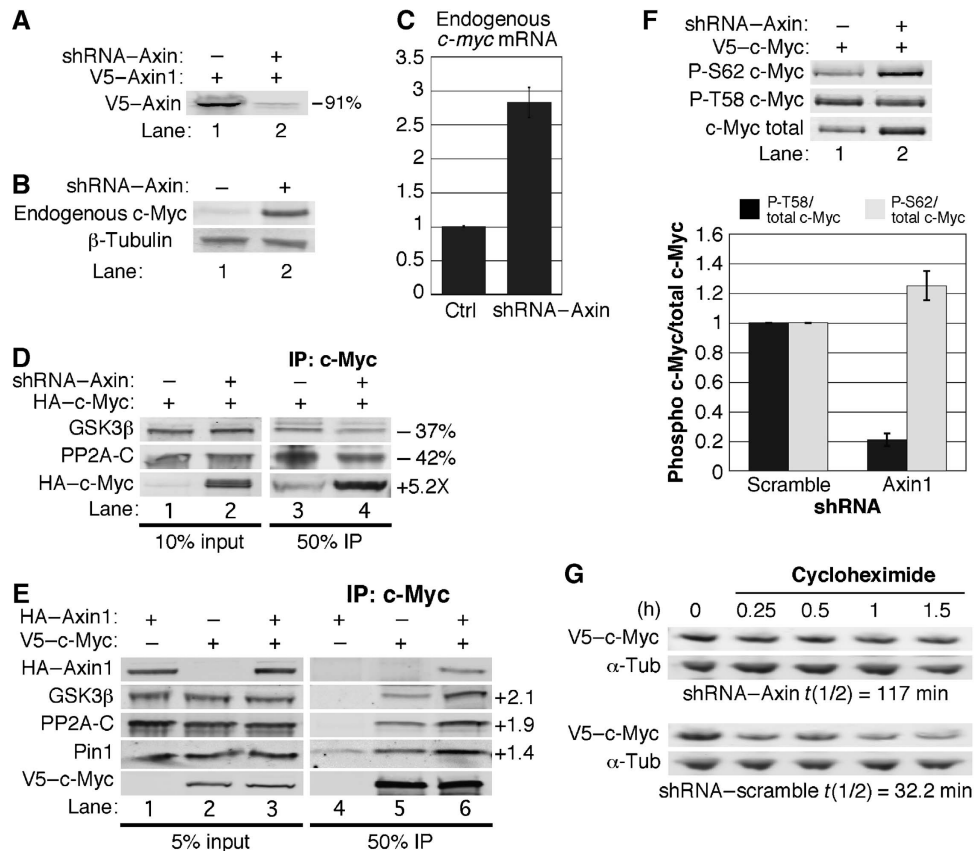 A
shRNA–Axin: – +
V5–Axin1: + +
V5–Axin –91%
Lane: 1 2
B
shRNA–Axin: – +
Endogenous c-Myc
β-Tubulin
Lane: 1 2
C
Endogenous
c-myc mRNA
3.5
3
2.5
2
1.5
1
0.5
0
Ctrl shRNA–Axin
D
IP: c-Myc
shRNA–Axin: – + – +
HA–c-Myc: + + + +
GSK3β – 37%
PP2A-C – 42%
HA–c-Myc +5.2X
Lane: 1 2 3 4
10% input 50% IP
E
IP: c-Myc
HA–Axin1: + – + + – +
V5–c-Myc: – + + – + +
HA–Axin1
GSK3β +2.1
PP2A-C +1.9
Pin1 +1.4
V5–c-Myc
Lane: 1 2 3 4 5 6
5% input 50% IP
F
shRNA–Axin: – +
V5–c-Myc: + +
P-S62 c-Myc
P-T58 c-Myc
c-Myc total
Lane: 1 2
P-T58/ total c-Myc
P-S62/ total c-Myc
Phospho c-Myc/total c-Myc
1.6
1.4
1.2
1
0.8
0.6
0.4
0.2
0
Scramble Axin1
shRNA
G
Cycloheximide
(h) 0 0.25 0.5 1 1.5
V5–c-Myc
α-Tub
shRNA–Axin t(1/2) = 117 min
V5–c-Myc
α-Tub
shRNA–scramble t(1/2) = 32.2 min